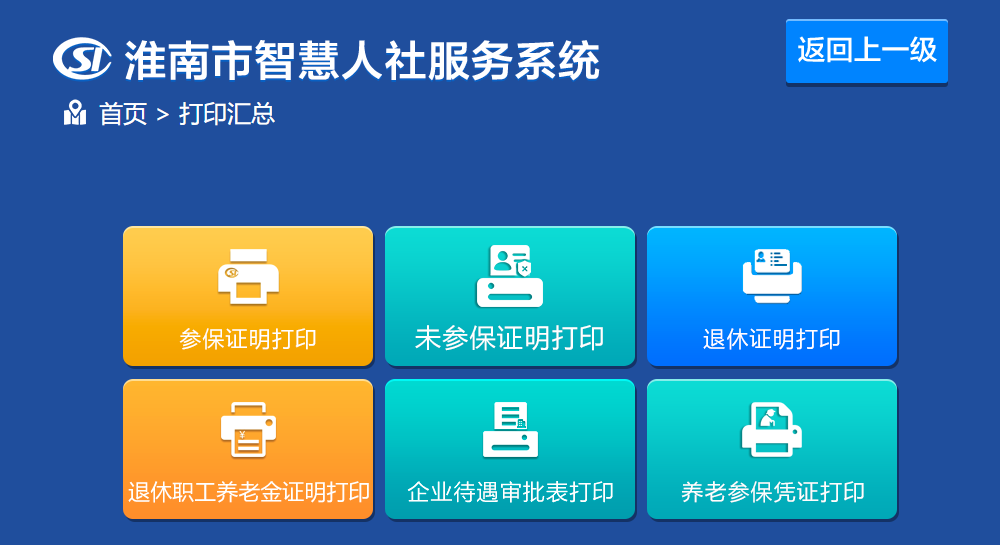 淮南市智慧人社服务系统
返回上一级
首页 > 打印汇总
参保证明打印
未参保证明打印
退休证明打印
退休职工养老金证明打印
企业待遇审批表打印
养老参保凭证打印